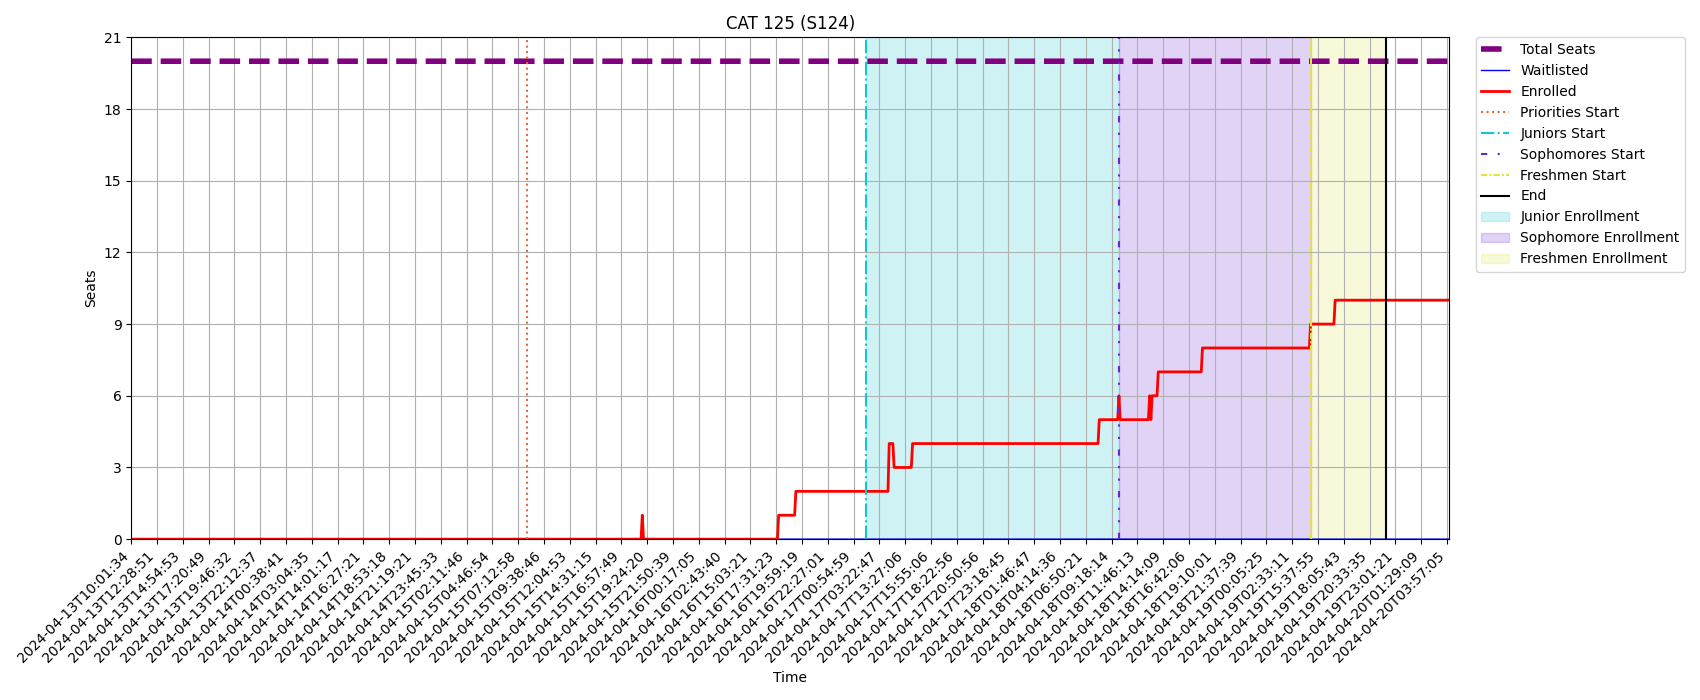 CAT 125 (S124)
21
18
15
12
9
6
3
0
Seats
2024-04-13T10:01:34
2024-04-13T12:28:51
2024-04-13T14:54:53
2024-04-13T17:20:49
2024-04-13T19:46:32
2024-04-13T22:12:37
2024-04-14T00:38:41
2024-04-14T03:04:35
2024-04-14T14:01:17
2024-04-14T16:27:21
2024-04-14T18:53:18
2024-04-14T21:19:21
2024-04-14T23:45:33
2024-04-15T02:11:46
2024-04-15T04:46:54
2024-04-15T07:12:58
2024-04-15T09:38:46
2024-04-15T12:04:53
2024-04-15T14:31:15
2024-04-15T16:57:49
2024-04-15T19:24:20
2024-04-15T21:50:39
2024-04-16T00:17:05
2024-04-16T02:43:40
2024-04-16T15:03:21
2024-04-16T17:31:23
2024-04-16T19:59:19
2024-04-16T22:27:01
2024-04-17T00:54:59
2024-04-17T03:22:47
2024-04-17T13:27:06
2024-04-17T15:55:06
2024-04-17T18:22:56
2024-04-17T20:50:56
2024-04-17T23:18:45
2024-04-18T01:46:47
2024-04-18T04:14:36
2024-04-18T06:50:21
2024-04-18T09:18:14
2024-04-18T11:46:13
2024-04-18T14:14:09
2024-04-18T16:42:06
2024-04-18T19:10:01
2024-04-18T21:37:39
2024-04-19T00:05:25
2024-04-19T02:33:11
2024-04-19T15:37:55
2024-04-19T18:05:43
2024-04-19T20:33:35
2024-04-19T23:01:21
2024-04-20T01:29:09
2024-04-20T03:57:05
Time
Total Seats
Waitlisted
Enrolled
Priorities Start
Juniors Start
Sophomores Start
Freshmen Start
End
Junior Enrollment
Sophomore Enrollment
Freshmen Enrollment